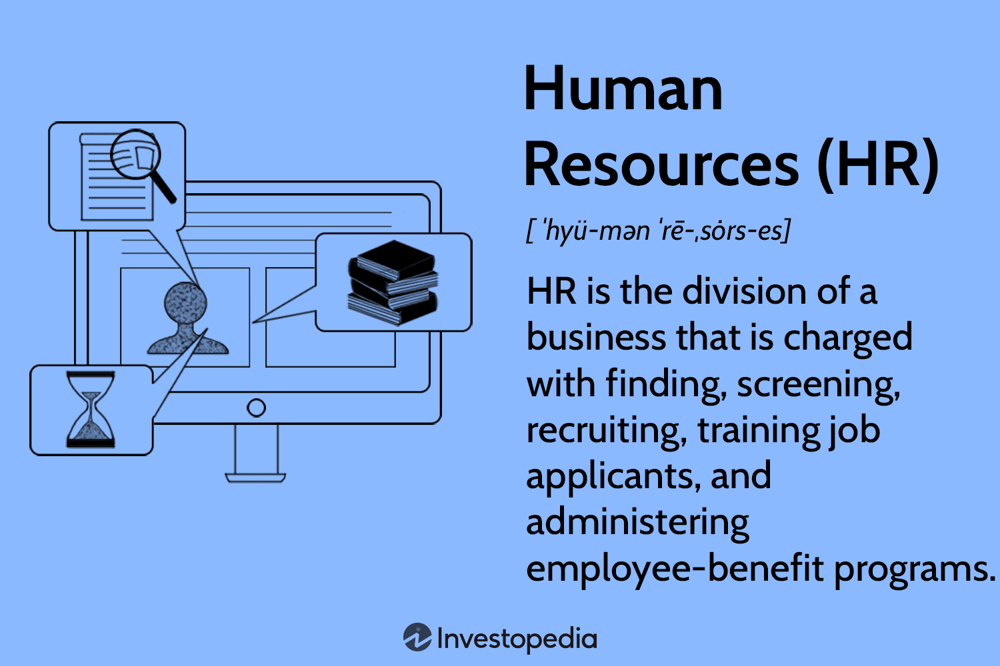 Human
Resources (HR)
[ ˈhyü-mən ˈrē-ˌsȯrs-es]
HR is the division of a
business that is charged
with finding, screening,
recruiting, training job
applicants, and
administering
employee-benefit programs.
Investopedia